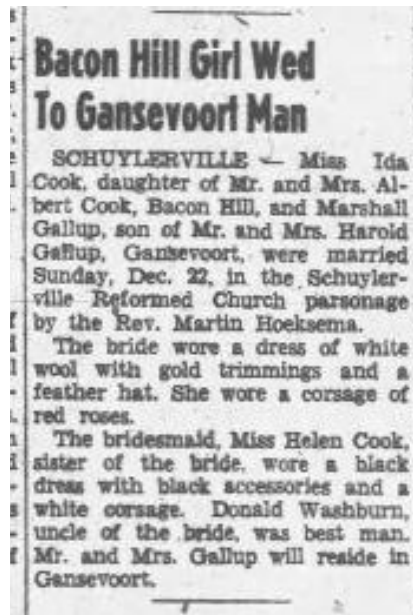 Bacon Hill Girl Wed
To Gansevoort Man
SCHUYLERVILLE — Miss Ida
Cook, daughter of Mr. and Mrs. Al-
bert Cook, Bacon Hill, and Marshall
Gallup, son of Mr. and Mrs. Harold
Gallup, Gansevoort, were married
Sunday, Dec. 22, in the Schuyler-
ville Reformed Church parsonage
by the Rev. Martin Hoeksema.
The bride wore a dress of white
wool with gold trimmings and a
feather hat. She wore a corsage of
red roses.
The bridesmaid, Miss Helen Cook,
sister of the bride, wore a black
dress with black accessories and a
white corsage. Donald Washburn,
uncle of the bride, was best man.
Mr. and Mrs. Gallup will reside in
Gansevoort.